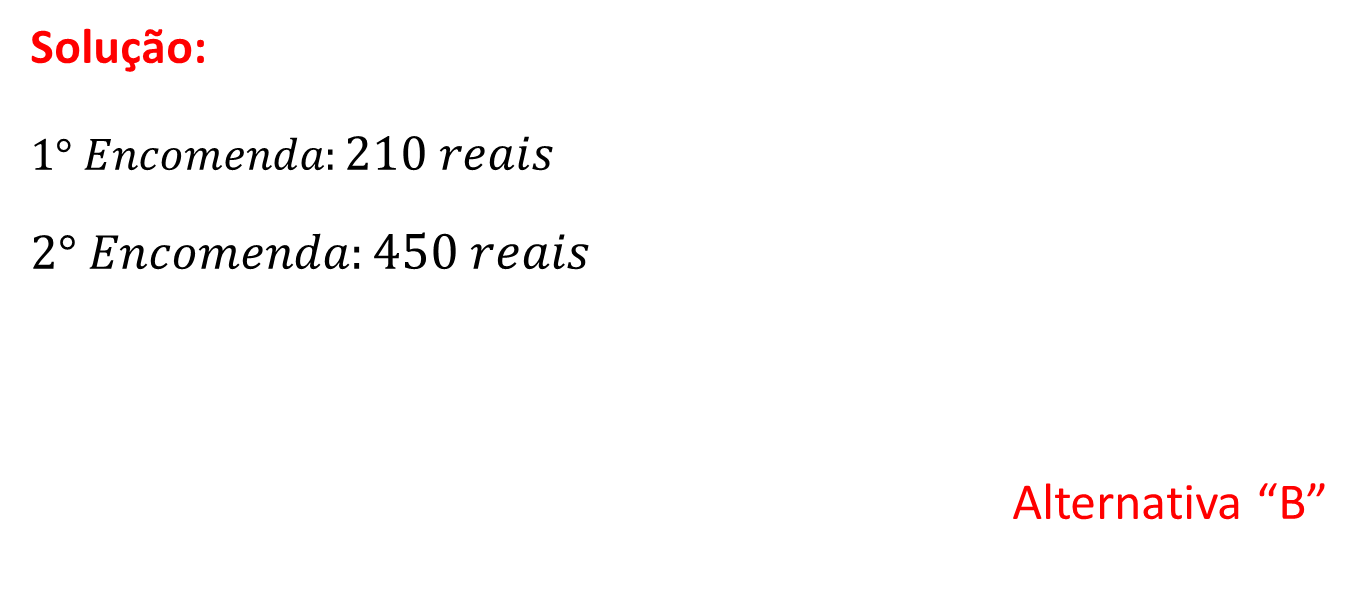 Solução:
1° Encomenda: 210 reais
2° Encomenda: 450 reais
Alternativa “B”